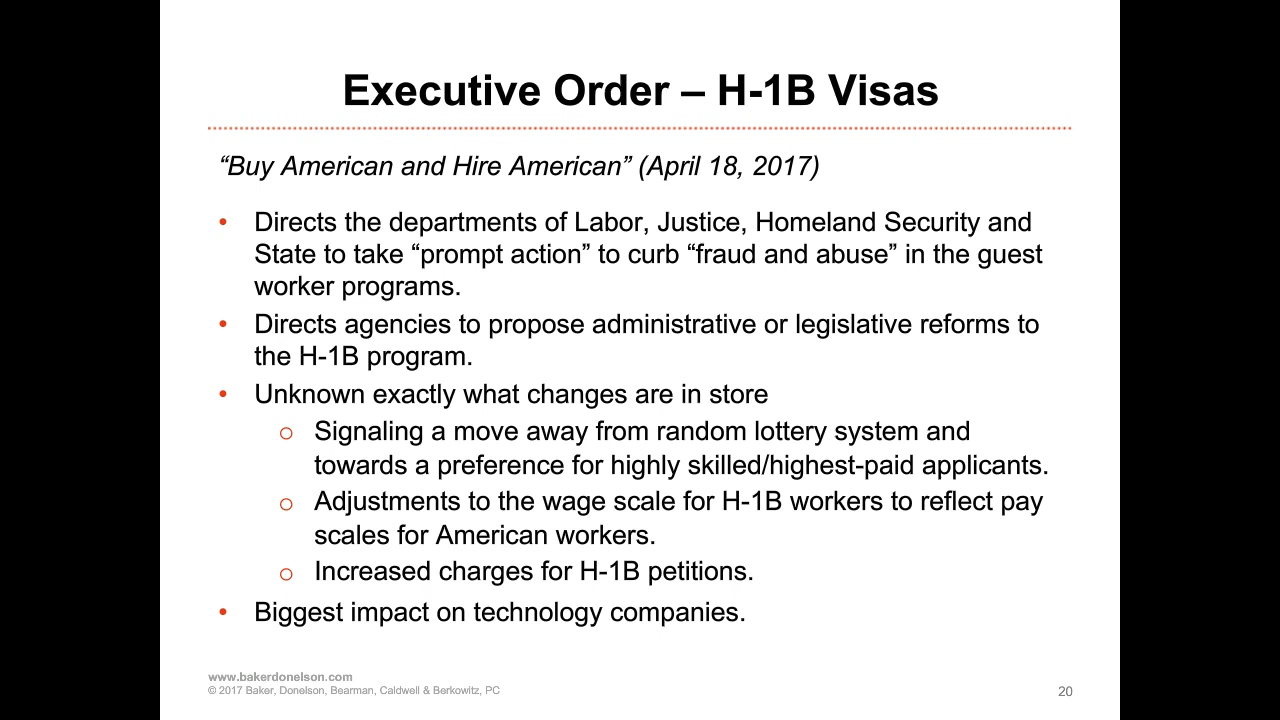 Executive Order – H-1B Visas
“Buy American and Hire American” (April 18, 2017)
• Directs the departments of Labor, Justice, Homeland Security and
State to take “prompt action” to curb “fraud and abuse” in the guest
worker programs.
• Directs agencies to propose administrative or legislative reforms to
the H-1B program.
• Unknown exactly what changes are in store
o Signaling a move away from random lottery system and
towards a preference for highly skilled/highest-paid applicants.
o Adjustments to the wage scale for H-1B workers to reflect pay
scales for American workers.
o Increased charges for H-1B petitions.
• Biggest impact on technology companies.
www.bakerdonelson.com
© 2017 Baker, Donelson, Bearman, Caldwell & Berkowitz, PC
20